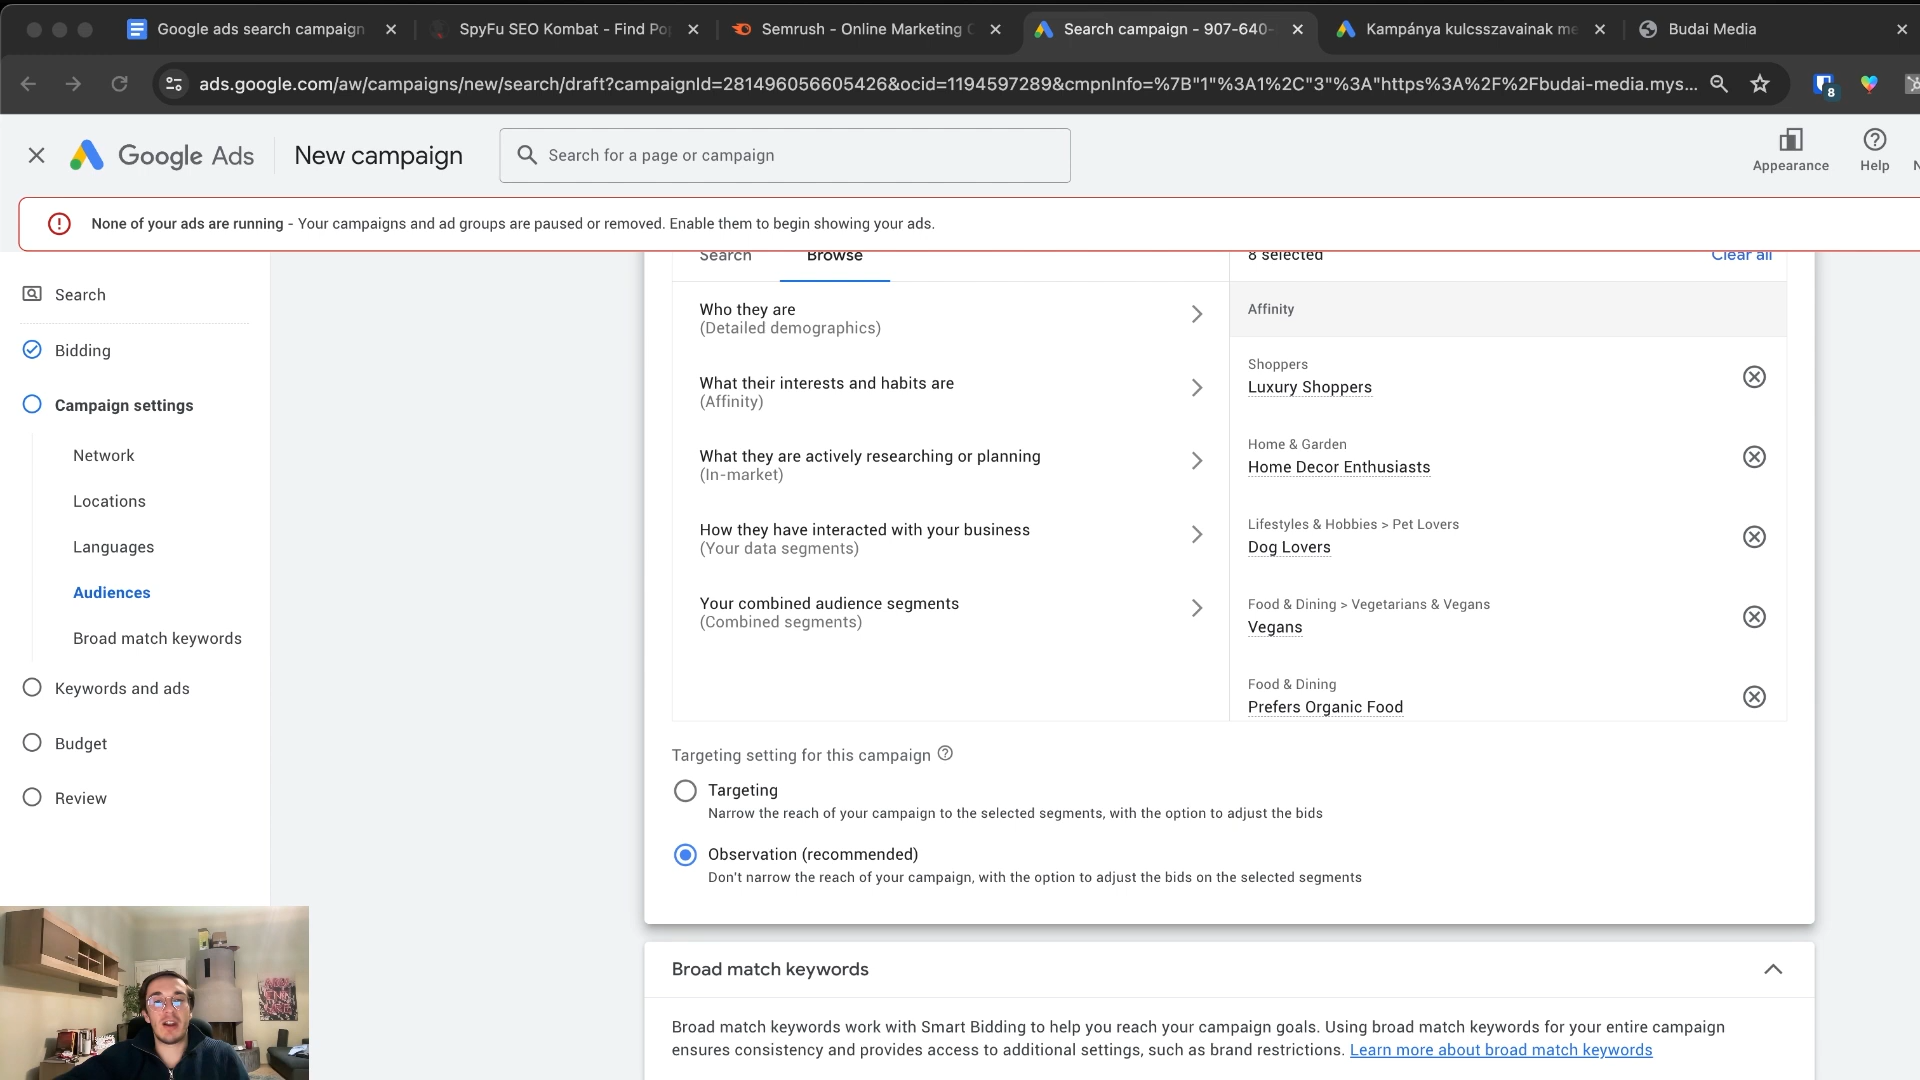 Google ads search campaign
SpyFu SEO Kombat - Find Po
Semrush - Online Marketing
Search campaign - 907-640-
Kampánya kulcsszavainak me
Budai Media
ads.google.com/aw/campaigns/new/search/draft?campaignId=281496056605426&ocid=1194597289&cmpnInfo=%7B"1"%3A1%2C"3"%3A"https%3A%2F%2Fbudai-media.mys...
8
Google Ads
New campaign
Search for a page or campaign
Appearance
Help
None of your ads are running - Your campaigns and ad groups are paused or removed. Enable them to begin showing your ads.
Search
Bidding
Campaign settings
Network
Locations
Languages
Audiences
Broad match keywords
Keywords and ads
Budget
Review
Search
Browse
8 selected
Clear all
Who they are
(Detailed demographics)
What their interests and habits are
(Affinity)
What they are actively researching or planning
(In-market)
How they have interacted with your business
(Your data segments)
Your combined audience segments
(Combined segments)
Affinity
Shoppers
Luxury Shoppers
Home & Garden
Home Decor Enthusiasts
Lifestyles & Hobbies > Pet Lovers
Dog Lovers
Food & Dining > Vegetarians & Vegans
Vegans
Food & Dining
Prefers Organic Food
Targeting setting for this campaign
Targeting
Narrow the reach of your campaign to the selected segments, with the option to adjust the bids
Observation (recommended)
Don't narrow the reach of your campaign, with the option to adjust the bids on the selected segments
Broad match keywords
Broad match keywords work with Smart Bidding to help you reach your campaign goals. Using broad match keywords for your entire campaign
ensures consistency and provides access to additional settings, such as brand restrictions. Learn more about broad match keywords